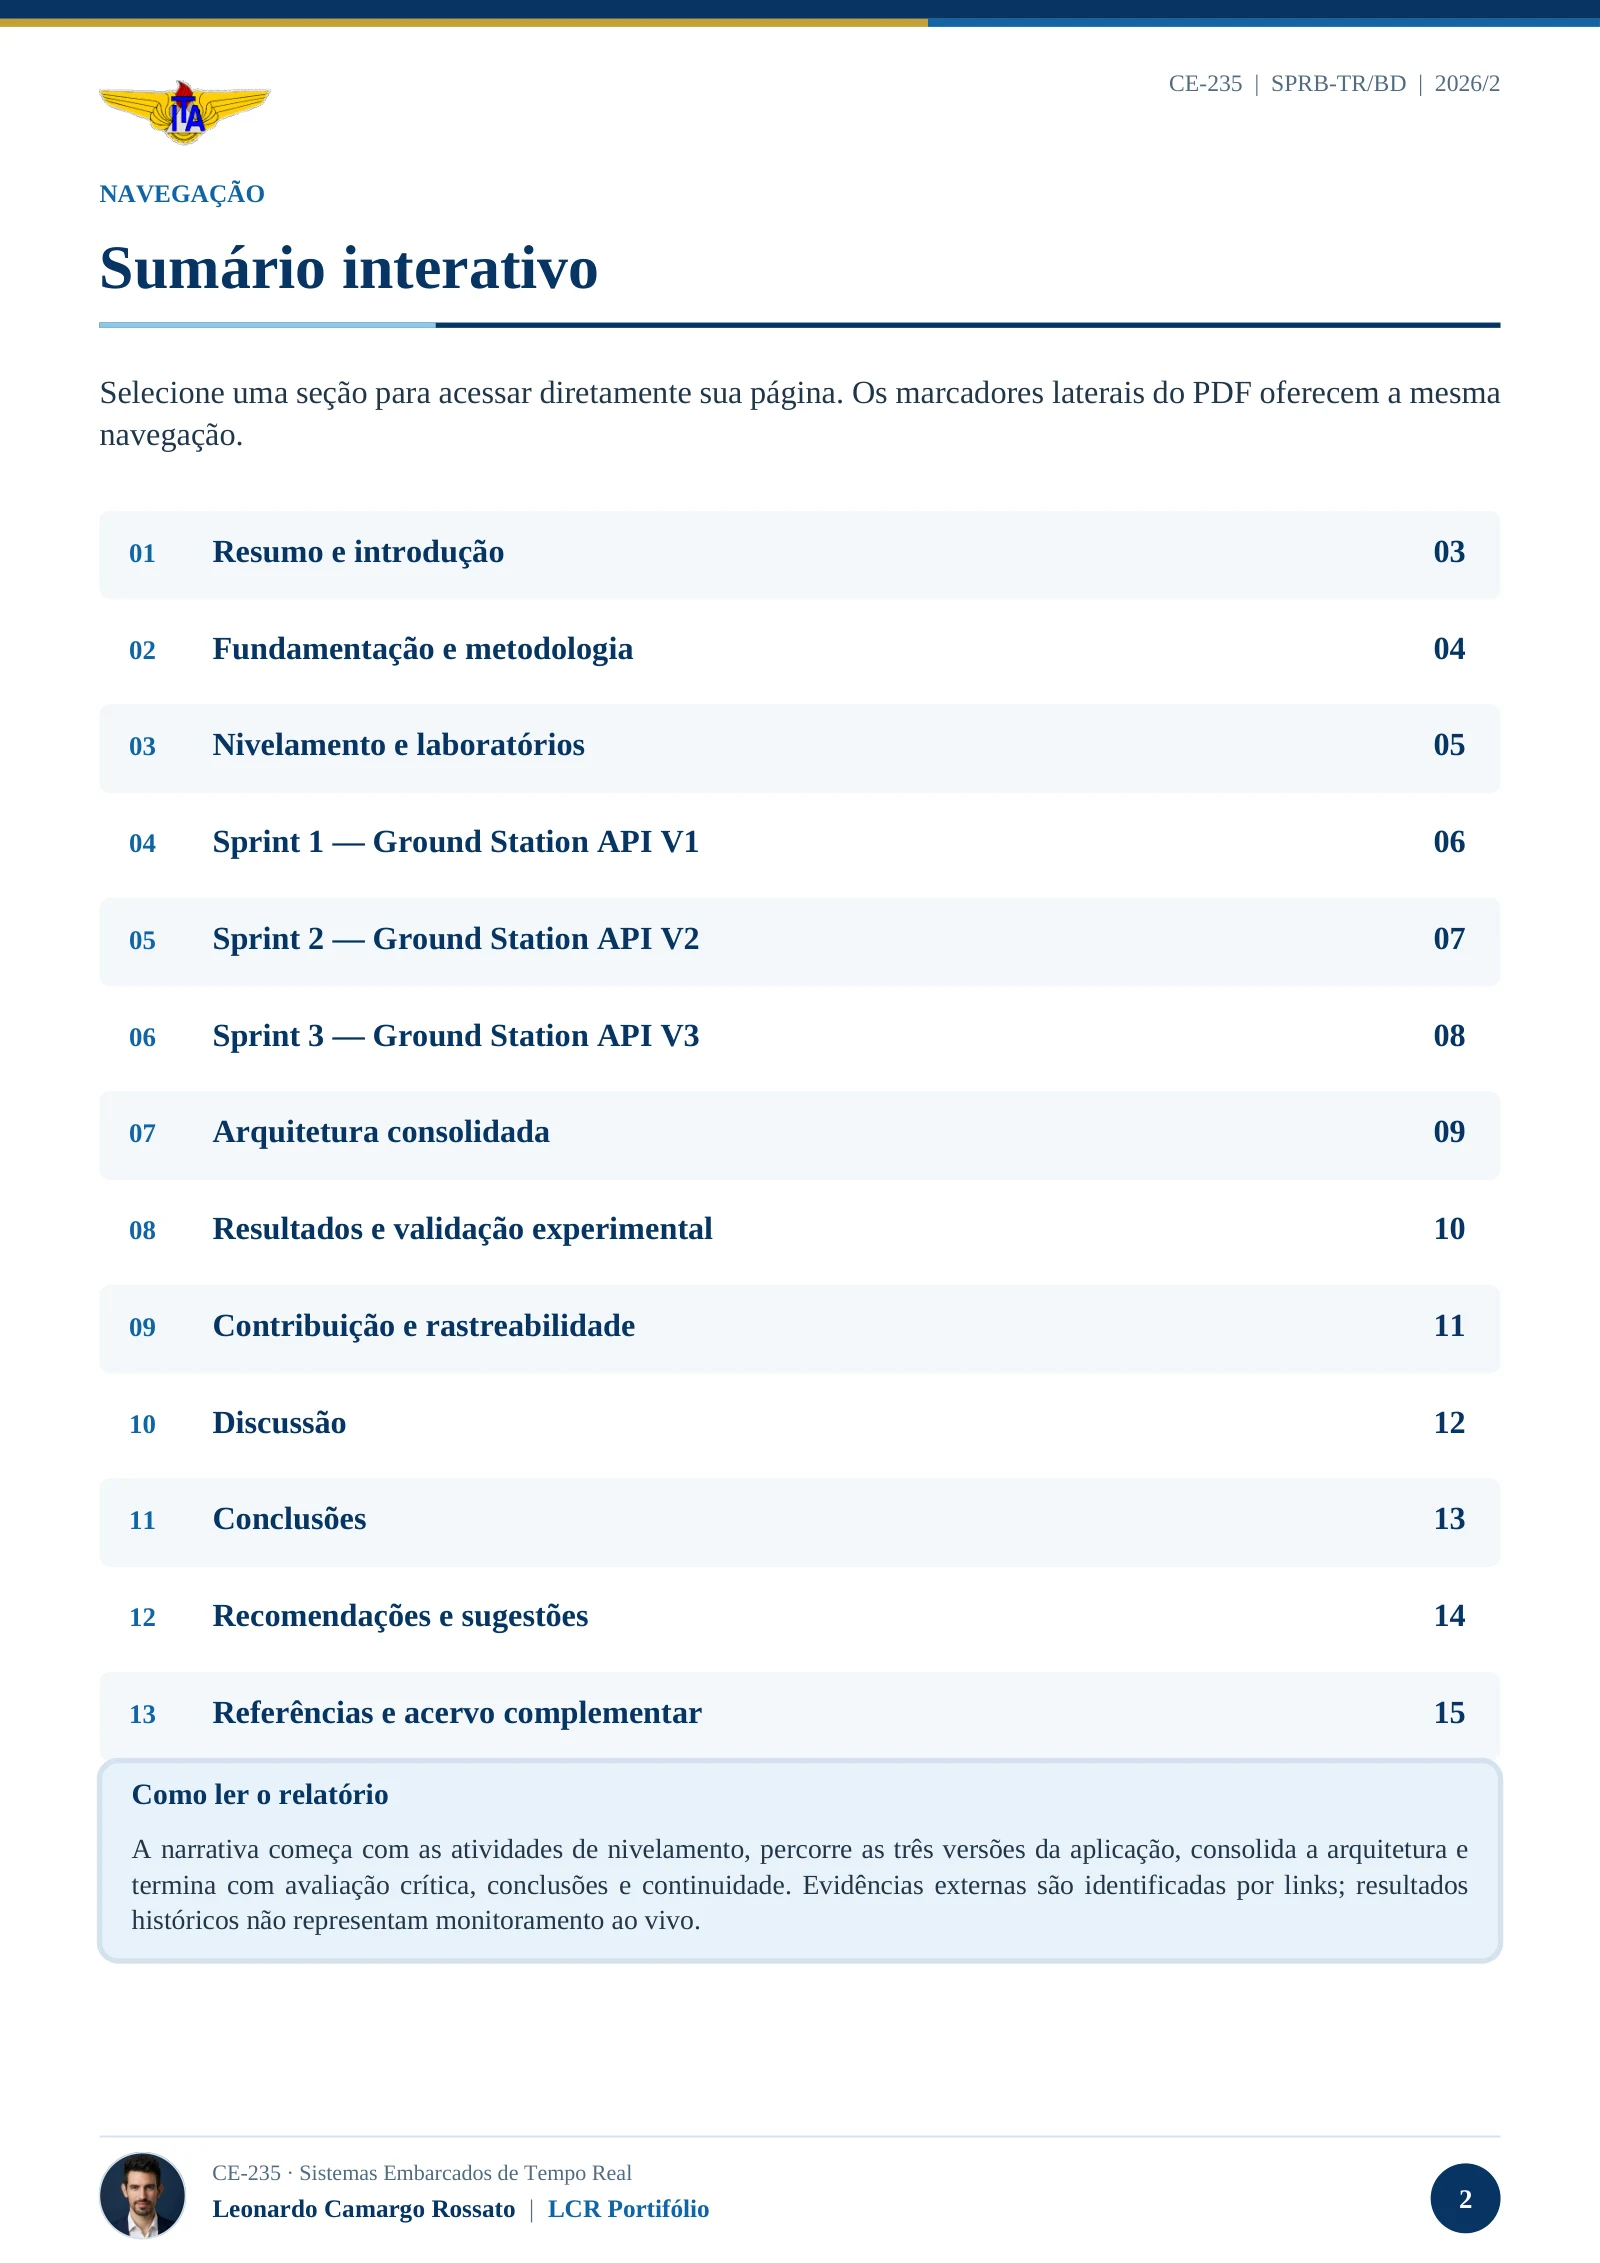 CE-235 | SPRB-TR/BD | 2026/2
ITA
NAVEGAÇÃO
Sumário interativo
Selecione uma seção para acessar diretamente sua página. Os marcadores laterais do PDF oferecem a mesma
navegação.
01 Resumo e introdução 03
02 Fundamentação e metodologia 04
03 Nivelamento e laboratórios 05
04 Sprint 1 — Ground Station API V1 06
05 Sprint 2 — Ground Station API V2 07
06 Sprint 3 — Ground Station API V3 08
07 Arquitetura consolidada 09
08 Resultados e validação experimental 10
09 Contribuição e rastreabilidade 11
10 Discussão 12
11 Conclusões 13
12 Recomendações e sugestões 14
13 Referências e acervo complementar 15
Como ler o relatório
A narrativa começa com as atividades de nivelamento, percorre as três versões da aplicação, consolida a arquitetura e
termina com avaliação crítica, conclusões e continuidade. Evidências externas são identificadas por links; resultados
históricos não representam monitoramento ao vivo.
CE-235 · Sistemas Embarcados de Tempo Real
Leonardo Camargo Rossato | LCR Portifólio
2